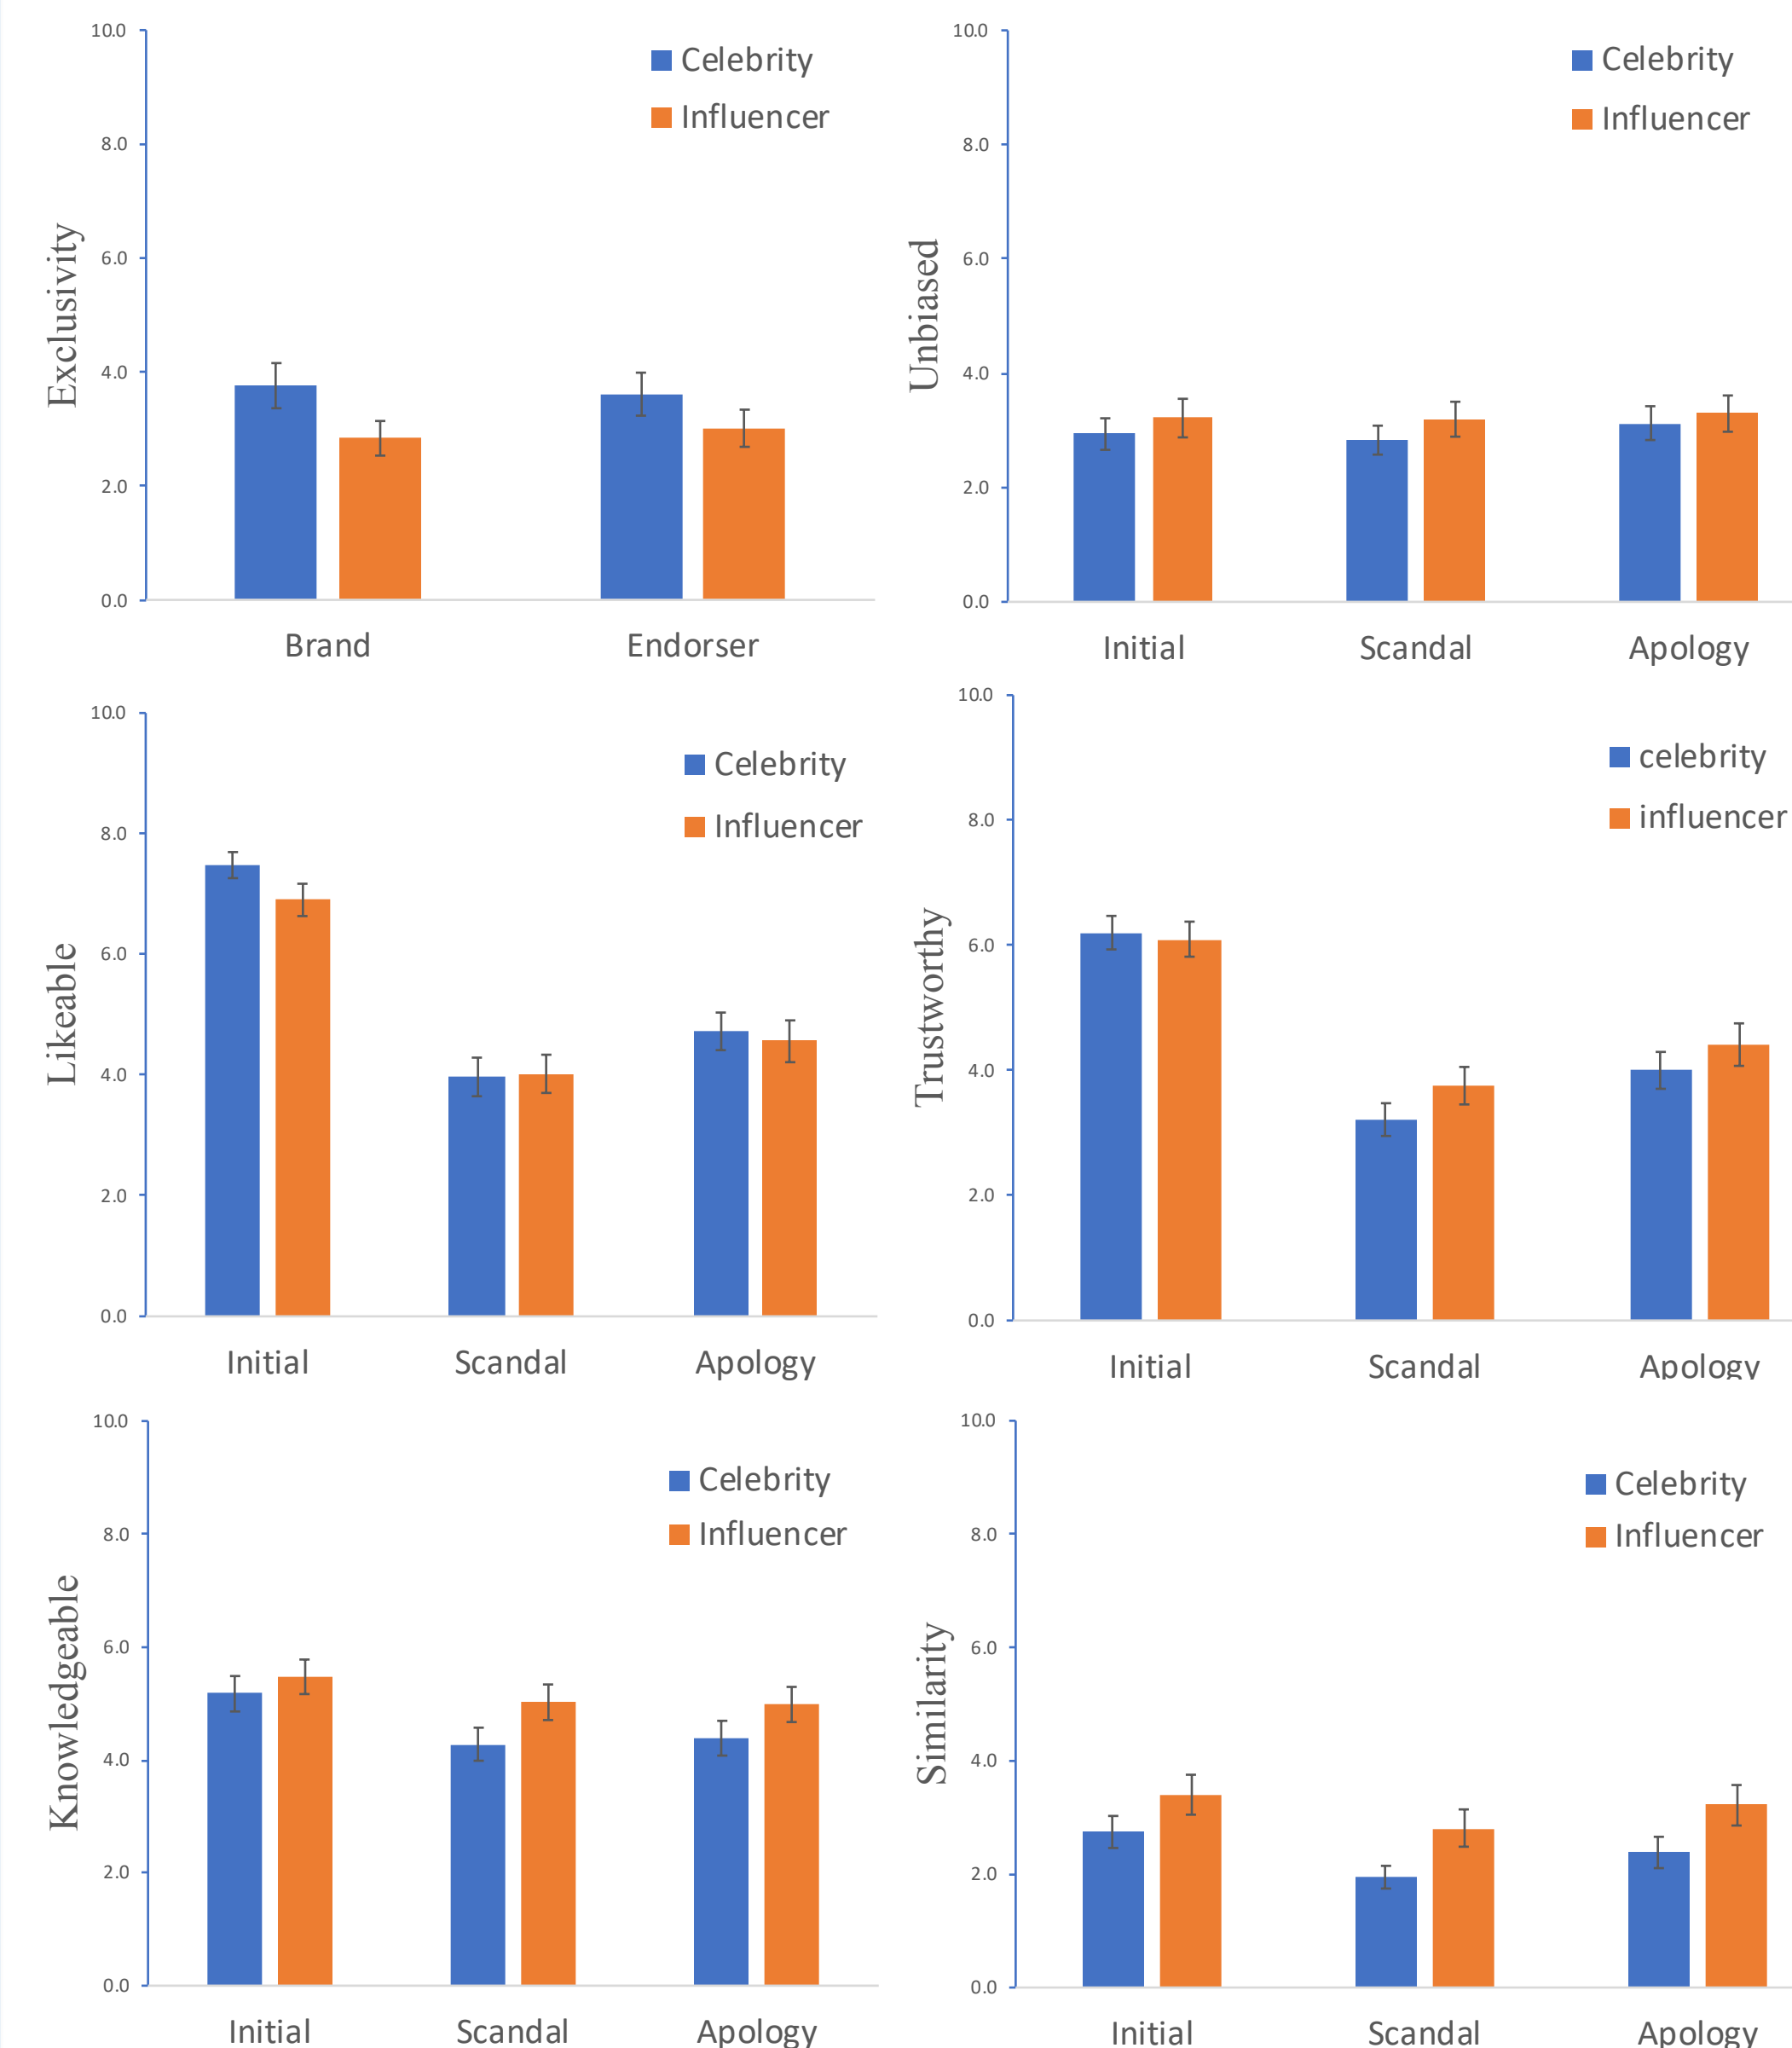 Exclusivity
10.0
8.0
6.0
4.0
2.0
0.0
Celebrity
Influencer
Brand Endorser
Unbiased
10.0
8.0
6.0
4.0
2.0
0.0
Celebrity
Influencer
Initial Scandal Apology
Likeable
10.0
8.0
6.0
4.0
2.0
0.0
Celebrity
Influencer
Initial Scandal Apology
Trustworthy
10.0
8.0
6.0
4.0
2.0
0.0
celebrity
influencer
Initial Scandal Apology
Knowledgeable
10.0
8.0
6.0
4.0
2.0
0.0
Celebrity
Influencer
Initial Scandal Apology
Similarity
10.0
8.0
6.0
4.0
2.0
0.0
Celebrity
Influencer
Initial Scandal Apology